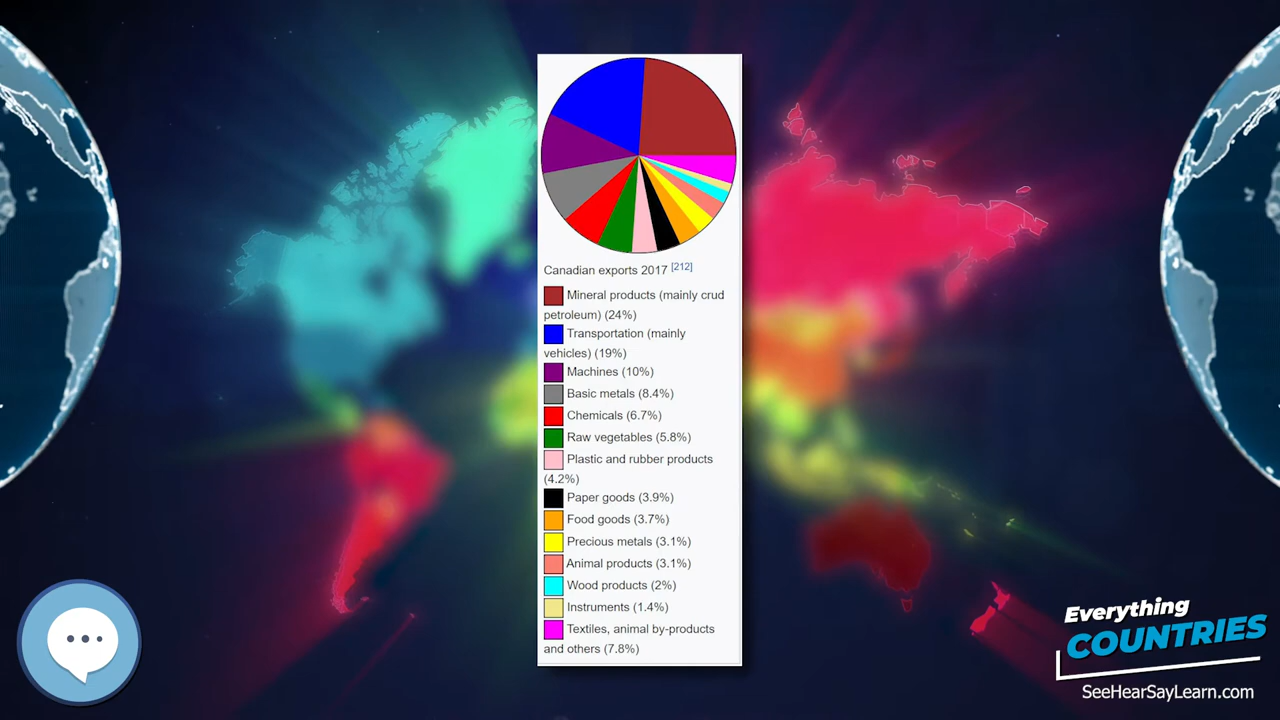 Canadian exports 2017 [212]
Mineral products (mainly crud
petroleum) (24%)
Transportation (mainly
vehicles) (19%)
Machines (10%)
Basic metals (8.4%)
Chemicals (6.7%)
Raw vegetables (5.8%)
Plastic and rubber products
(4.2%)
Paper goods (3.9%)
Food goods (3.7%)
Precious metals (3.1%)
Animal products (3.1%)
Wood products (2%)
Instruments (1.4%)
Textiles, animal by-products
and others (7.8%)
Everything
COUNTRIES
SeeHearSayLearn.com